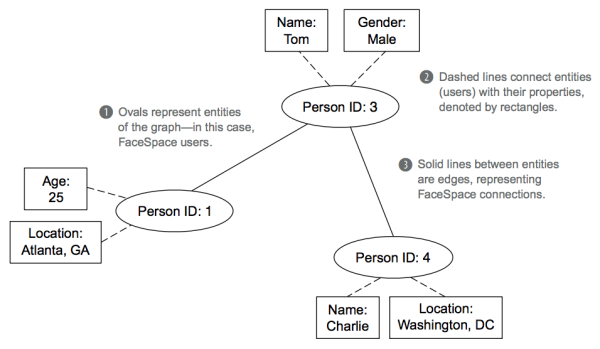 Name:
Tom
Gender:
Male
Person ID: 3
1 Ovals represent entities
of the graph—in this case,
FaceSpace users.
2 Dashed lines connect entities
(users) with their properties,
denoted by rectangles.
3 Solid lines between entities
are edges, representing
FaceSpace connections.
Age:
25
Person ID: 1
Location:
Atlanta, GA
Person ID: 4
Name:
Charlie
Location:
Washington, DC